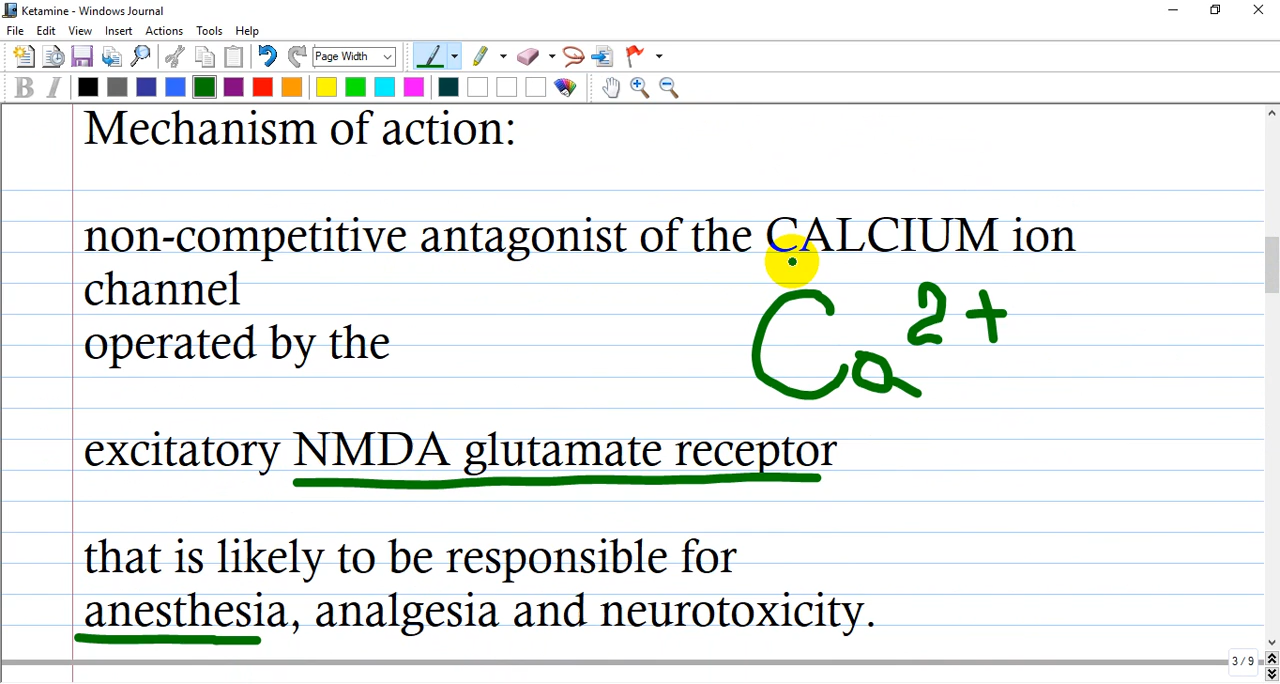 Ketamine - Windows Journal
File Edit View Insert Actions Tools Help
Page Width
B I
Mechanism of action:
non-competitive antagonist of the CALCIUM ion
channel
Ca2+
operated by the
excitatory NMDA glutamate receptor
that is likely to be responsible for
anesthesia, analgesia and neurotoxicity.
3 / 9